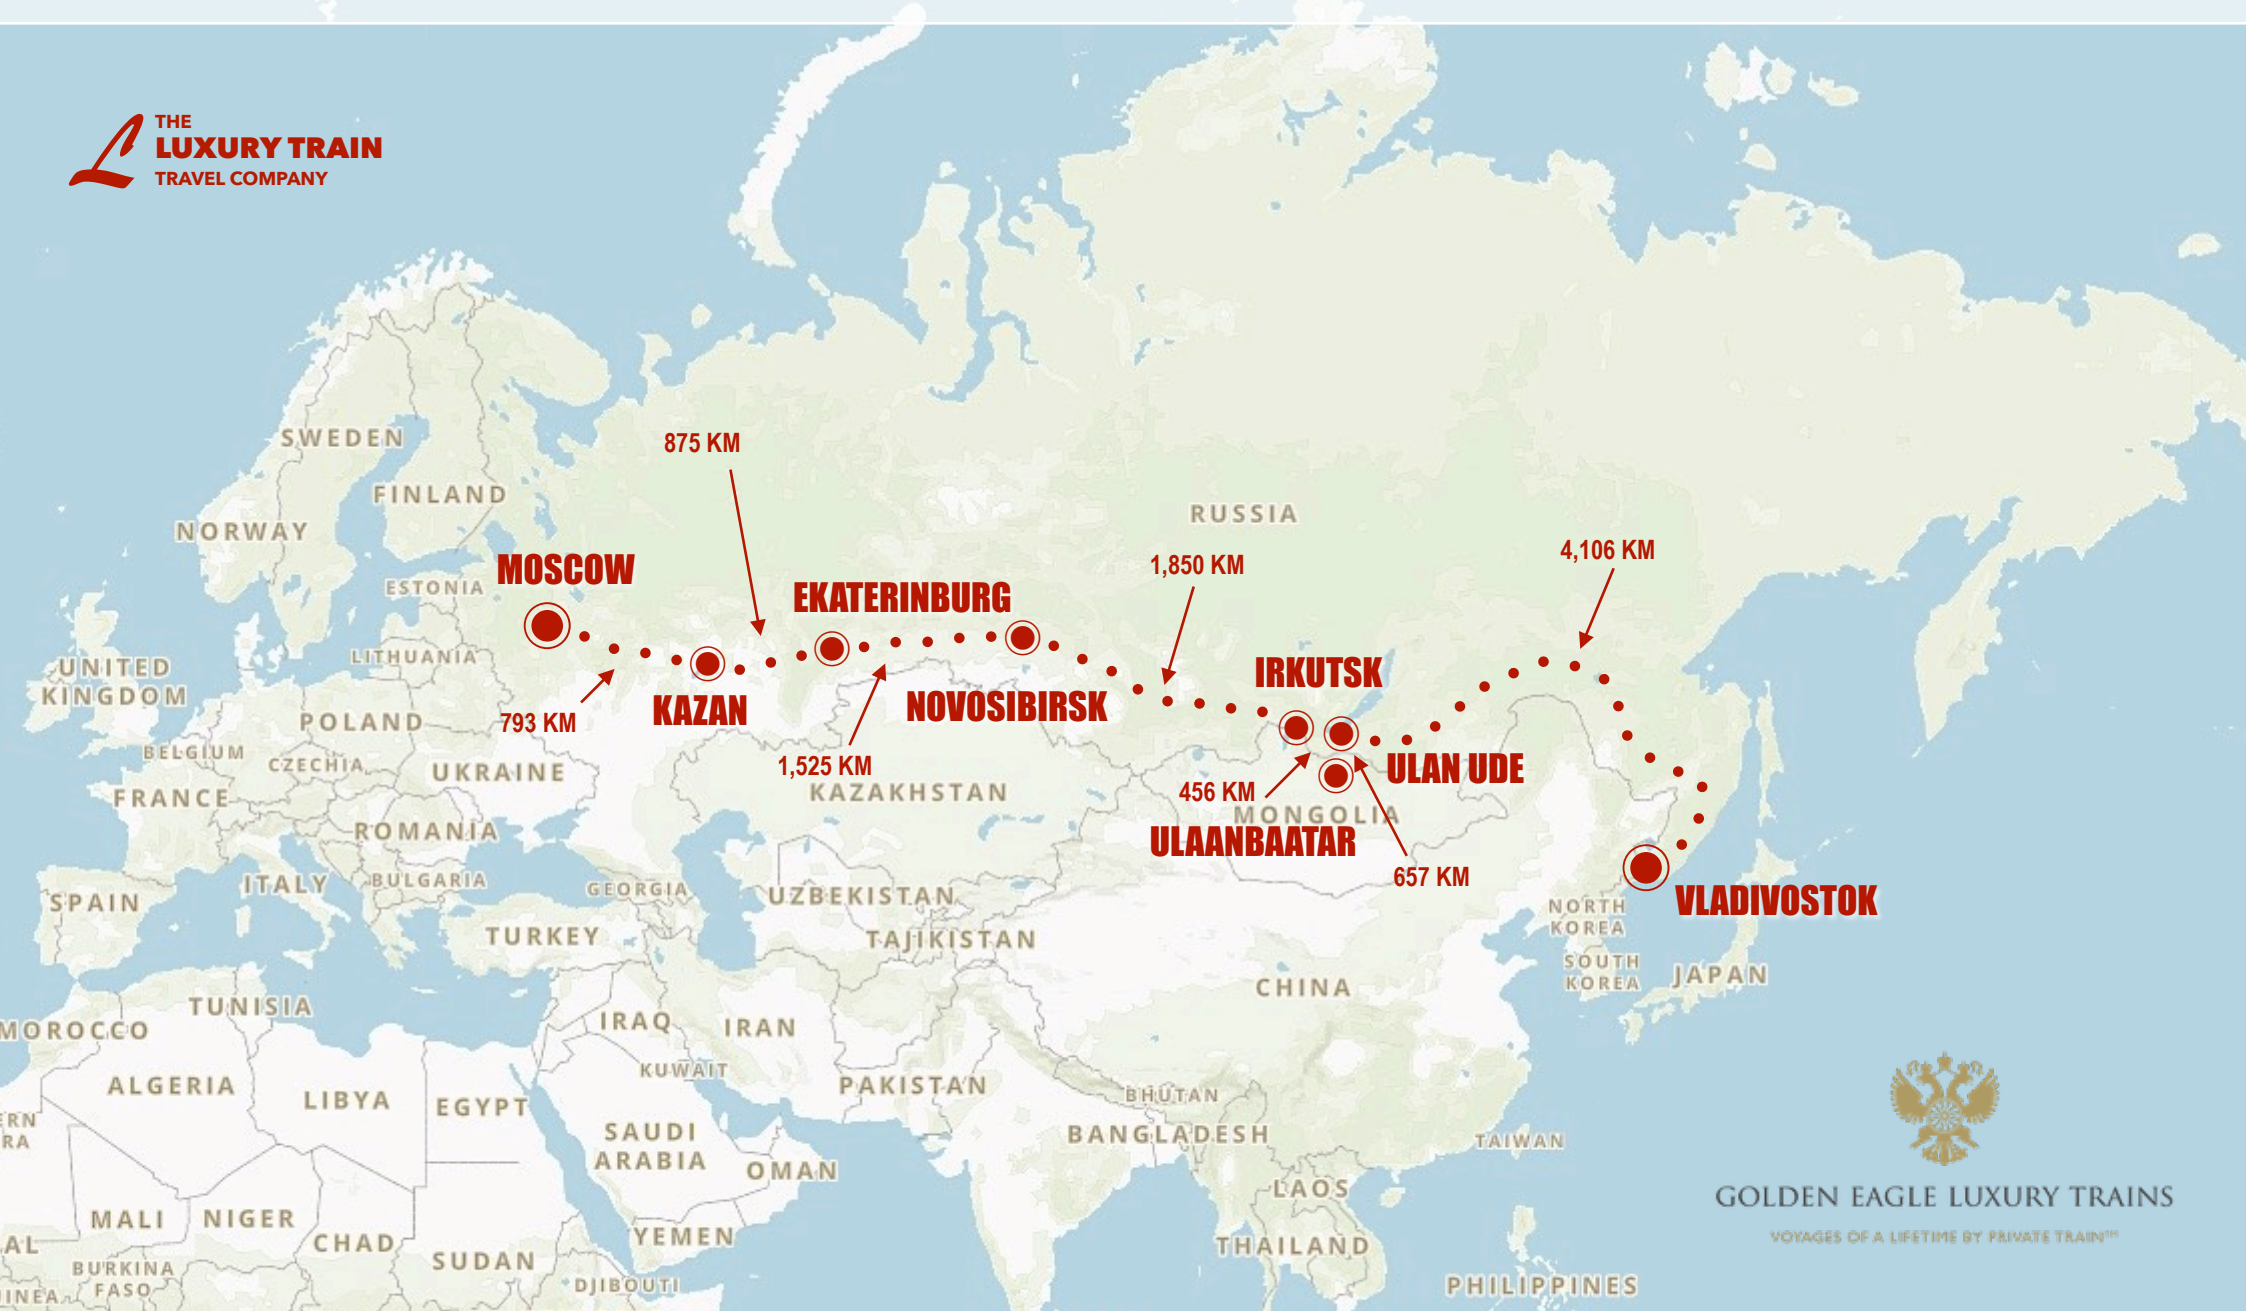 THE
LUXURY TRAIN
TRAVEL COMPANY
SWEDEN
875 KM
FINLAND
RUSSIA
NORWAY
4,106 KM
1,850 KM
MOSCOW
ESTONIA
EKATERINBURG
LITHUANIA
UNITED
KINGDOM
IRKUTSK
KAZAN
NOVOSIBIRSK
793 KM
POLAND
BELGIUM
CZECHIA
UKRAINE
1,525 KM
ULAN UDE
KAZAKHSTAN
456 KM
FRANCE
MONGOLIA
ROMANIA
ULAANBAATAR
657 KM
ITALY
BULGARIA
GEORGIA
UZBEKISTAN
SPAIN
VLADIVOSTOK
NORTH
KOREA
TURKEY
TAJIKISTAN
SOUTH
KOREA
JAPAN
CHINA
TUNISIA
MOROCCO
IRAQ
IRAN
KUWAIT
ALGERIA
LIBYA
EGYPT
PAKISTAN
BHUTAN
ERN
RA
SAUDI
ARABIA
BANGLADESH
TAIWAN
OMAN
LAOS
GOLDEN EAGLE LUXURY TRAINS
VOYAGES OF A LIFETIME BY PRIVATE TRAIN™
MALI
NIGER
CHAD
YEMEN
THAILAND
AL
SUDAN
BURKINA
FASO
DJIBOUTI
PHILIPPINES
INEA